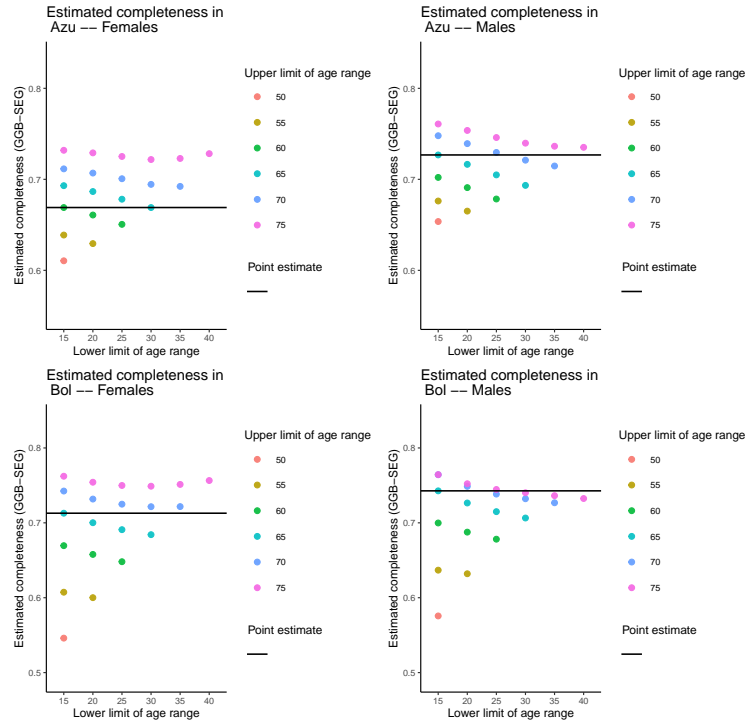 Estimated completeness in
Azu −− Females
Estimated completeness (GGB−SEG)
0.8
0.7
0.6
15 20 25 30 35 40
Lower limit of age range
Upper limit of age range
50
55
60
65
70
75
Point estimate
Estimated completeness in
Azu −− Males
Estimated completeness (GGB−SEG)
0.8
0.7
0.6
15 20 25 30 35 40
Lower limit of age range
Upper limit of age range
50
55
60
65
70
75
Point estimate
Estimated completeness in
Bol −− Females
Estimated completeness (GGB−SEG)
0.8
0.7
0.6
0.5
15 20 25 30 35 40
Lower limit of age range
Upper limit of age range
50
55
60
65
70
75
Point estimate
Estimated completeness in
Bol −− Males
Estimated completeness (GGB−SEG)
0.8
0.7
0.6
0.5
15 20 25 30 35 40
Lower limit of age range
Upper limit of age range
50
55
60
65
70
75
Point estimate